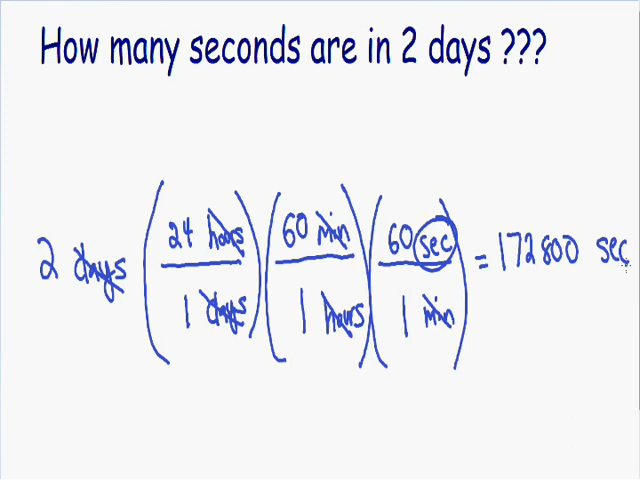 How many seconds are in 2 days ???
2 days (24 hours / 1 days) (60 min / 1 hours) (60 sec / 1 min) = 172800 sec